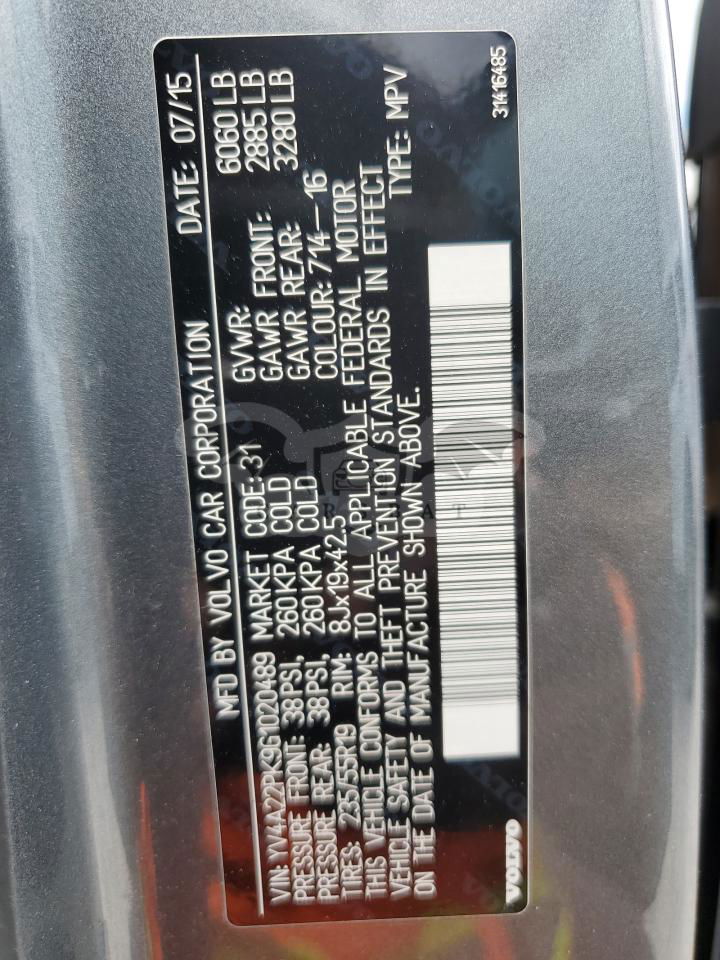 MFD BY VOLVO CAR CORPORATION DATE: 07/15
VIN: YV4A22PK9G1020489 MARKET CODE: 31 GVWR: 6060 LB
PRESSURE FRONT: 38PSI, 260KPA COLD GAWR FRONT: 2885 LB
PRESSURE REAR: 38PSI, 260KPA COLD GAWR REAR: 3280 LB
TIRES: 235/55R19 RIM: 8Jx19x42.5 COLOUR: 714-16
THIS VEHICLE CONFORMS TO ALL APPLICABLE FEDERAL MOTOR
VEHICLE SAFETY AND THEFT PREVENTION STANDARDS IN EFFECT
ON THE DATE OF MANUFACTURE SHOWN ABOVE. TYPE: MPV
VOLVO 31416485